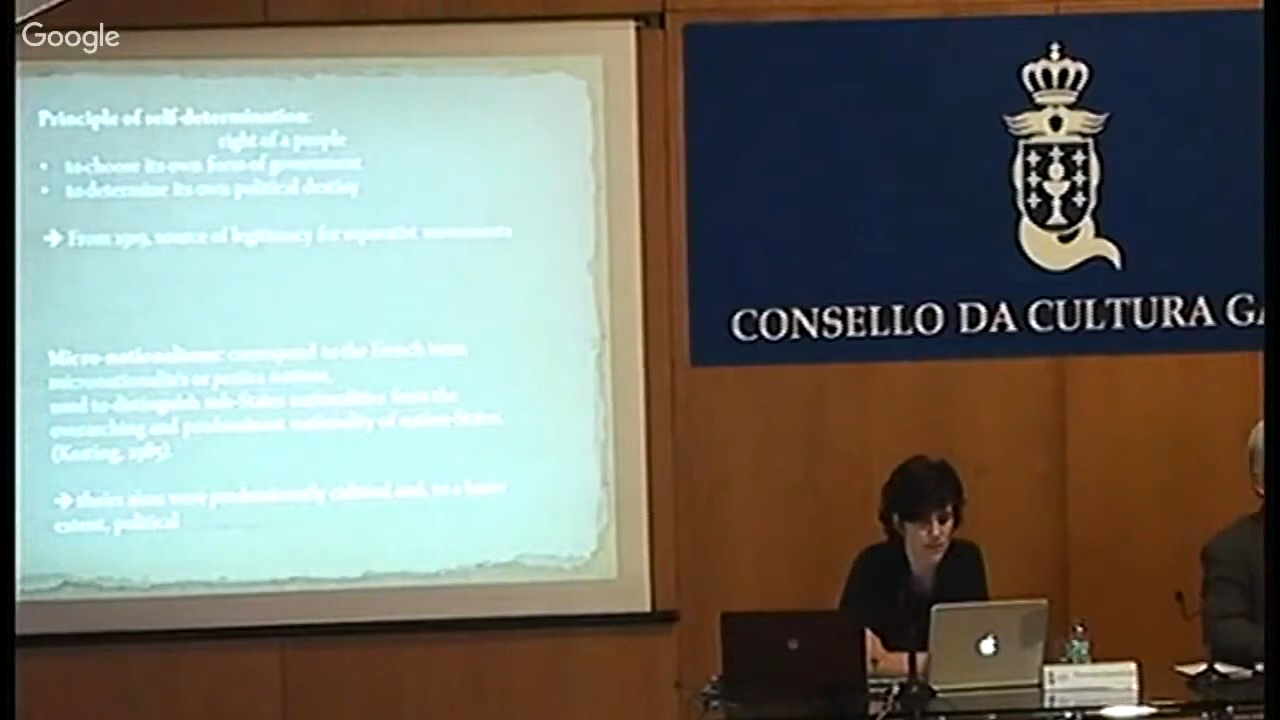 Google
Principle of self-determination:
right of a people
• to choose its own form of government
• to determine its own political destiny
→ From 1919, source of legitimacy for separatist movements
Micro-nationalisms: correspond to the French term
micronationalités or petites nations,
used to distinguish sub-States nationalities from the
overarching and predominant nationality of nation-States.
(Keating, 1985)
→ theirs aims were predominantly cultural and, to a lesser
extent, political
CONSELLO DA CULTURA GA